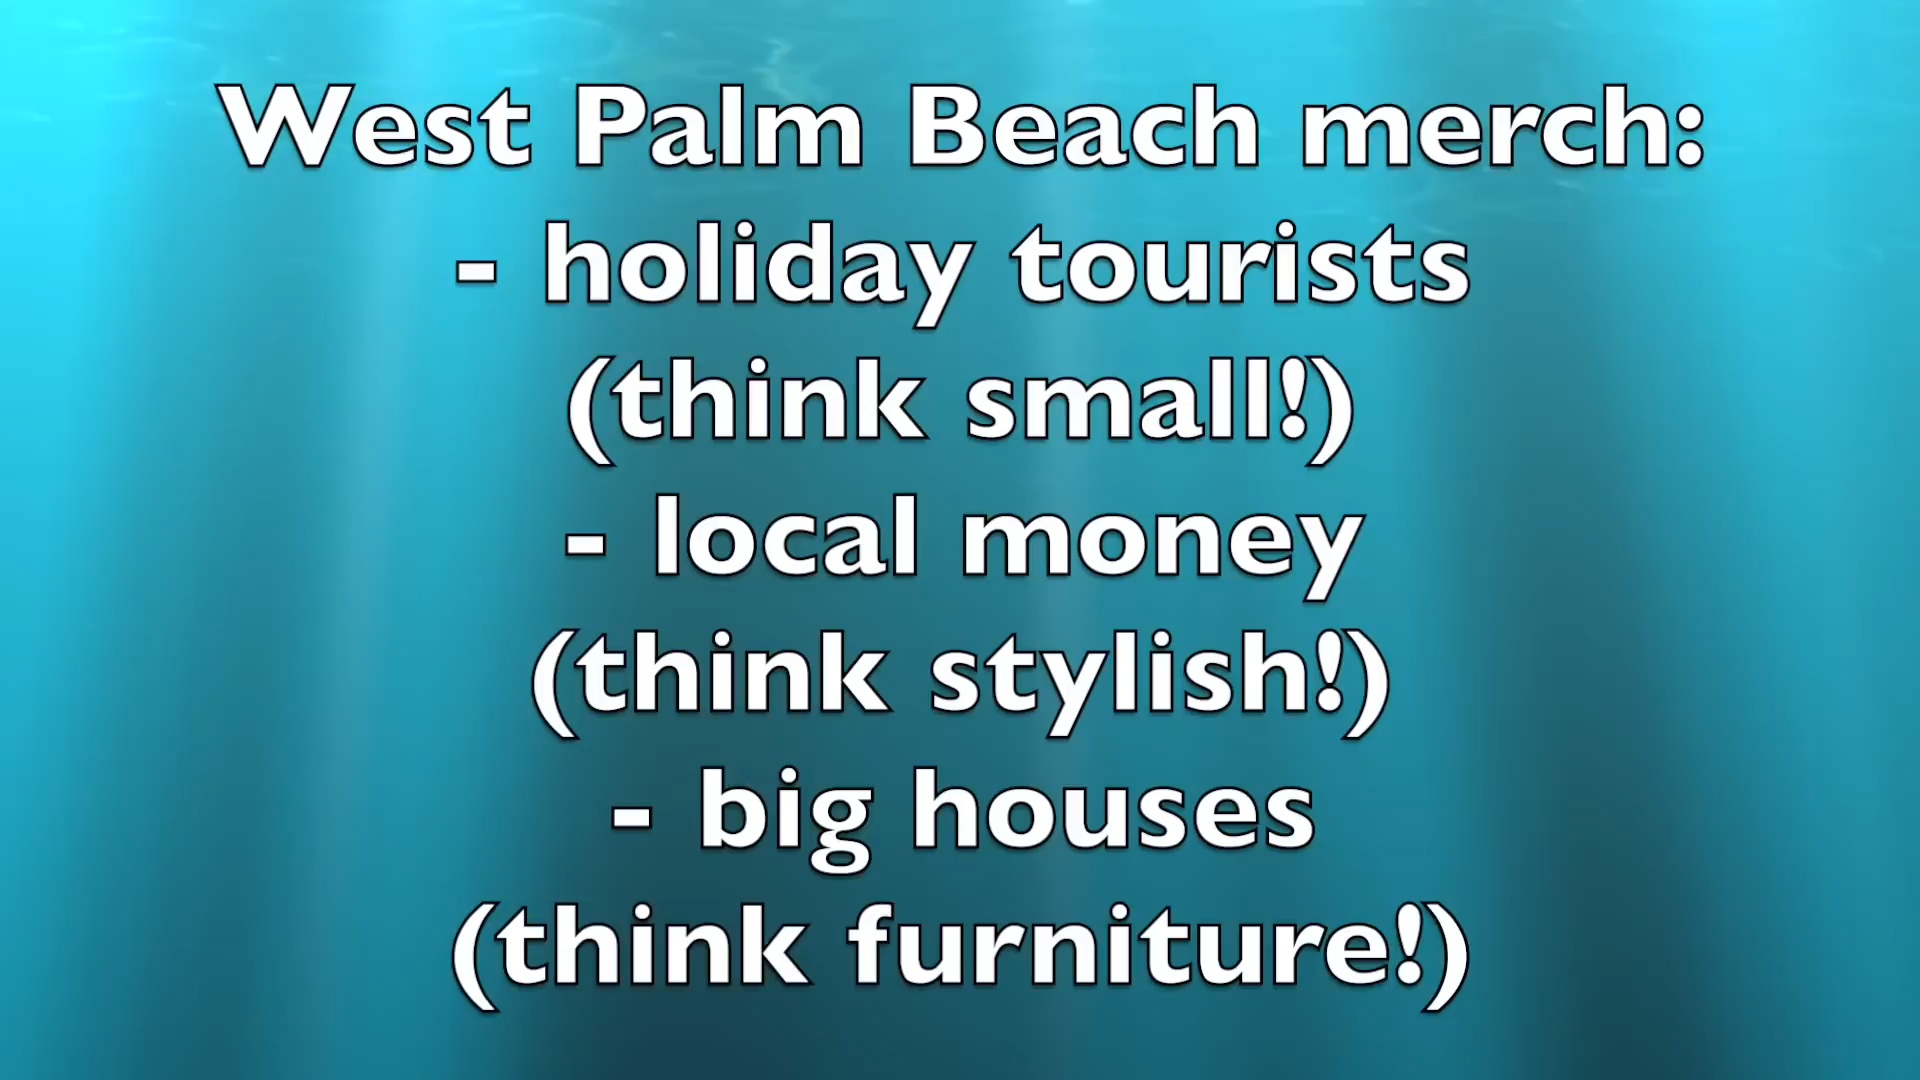 West Palm Beach merch:
- holiday tourists
(think small!)
- local money
(think stylish!)
- big houses
(think furniture!)